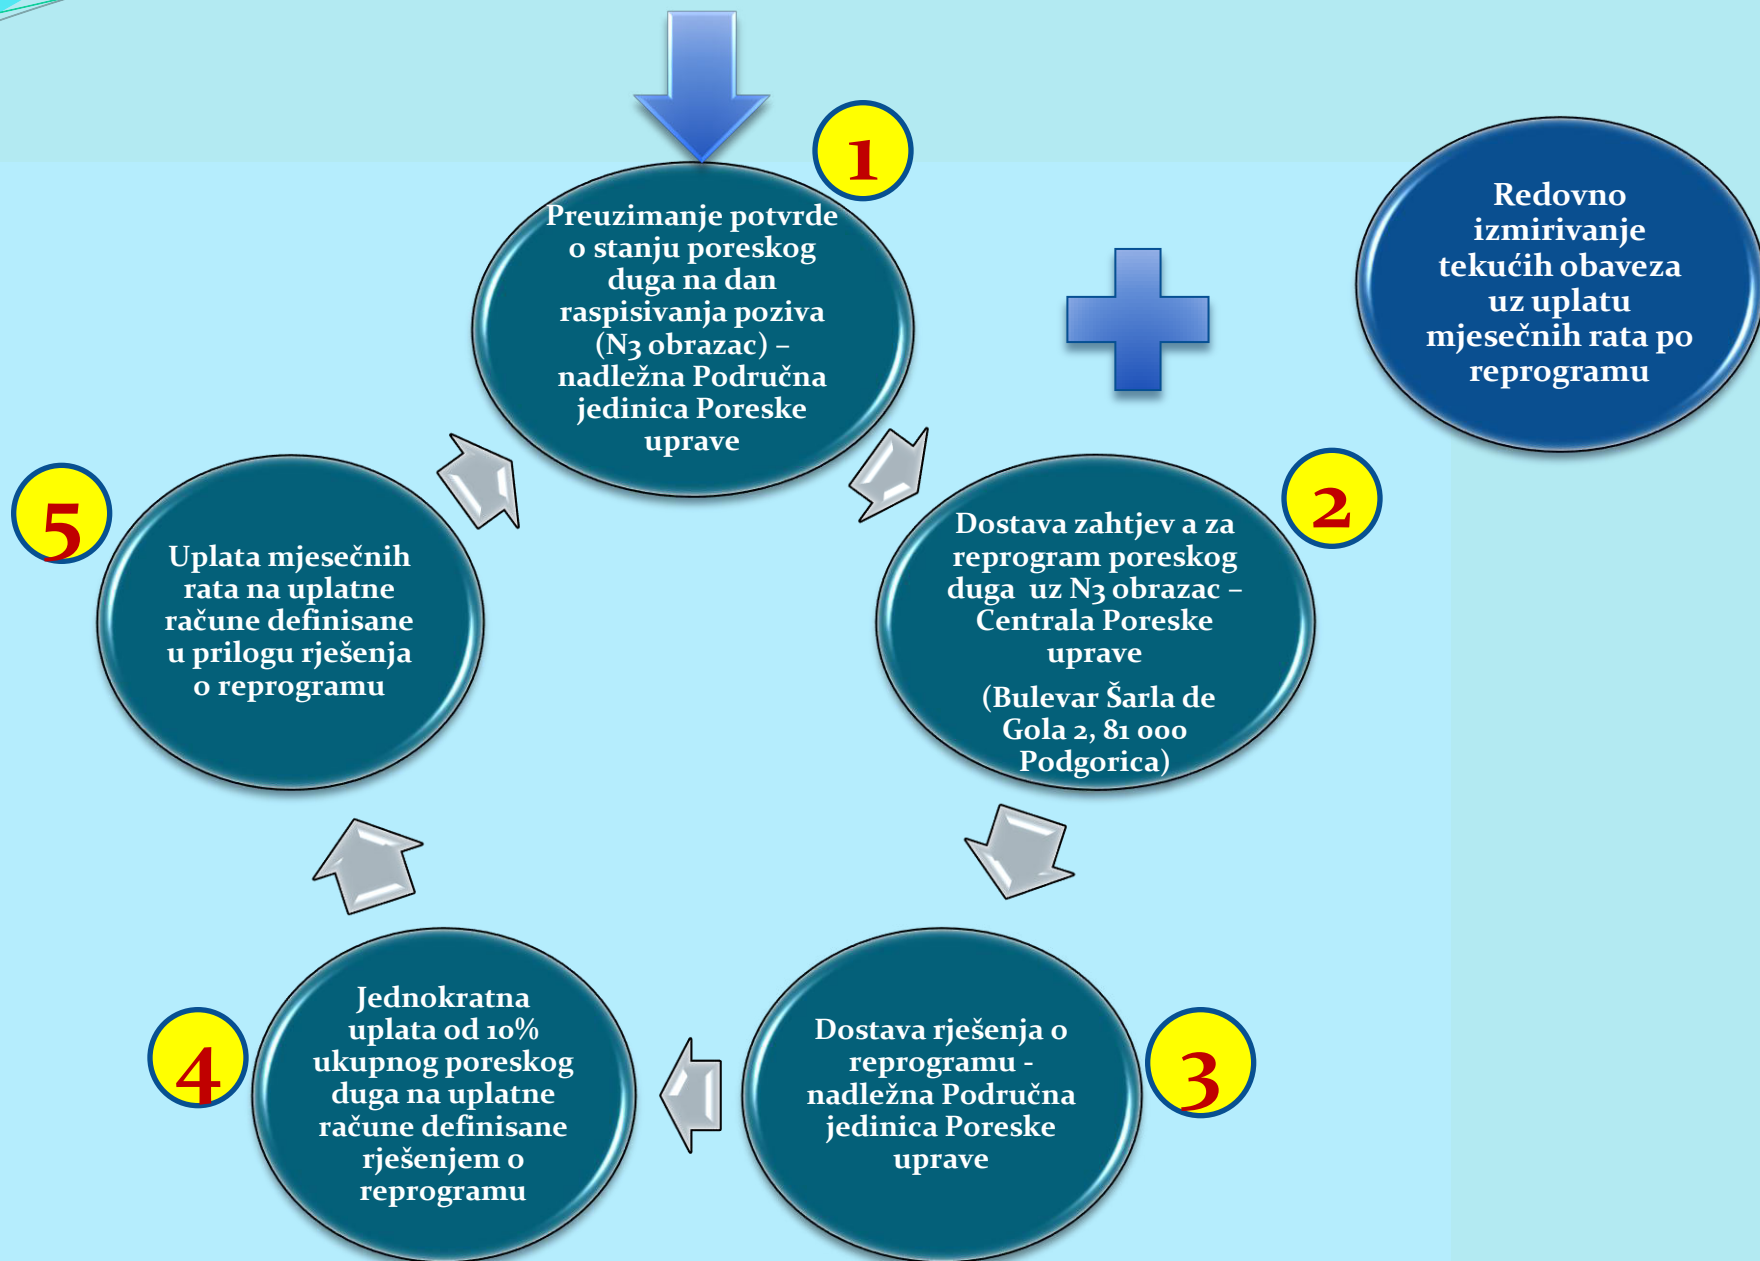 1
Preuzimanje potvrde
o stanju poreskog
duga na dan
raspisivanja poziva
(N3 obrazac) –
nadležna Područna
jedinica Poreske
uprave
Redovno
izmirivanje
tekućih obaveza
uz uplatu
mjesečnih rata po
reprogramu
2
Dostava zahtjev a za
reprogram poreskog
duga  uz N3 obrazac –
Centrala Poreske
uprave
(Bulevar Šarla de
Gola 2, 81 000
Podgorica)
3
Dostava rješenja o
reprogramu -
nadležna Područna
jedinica Poreske
uprave
4
Jednokratna
uplata od 10%
ukupnog poreskog
duga na uplatne
račune definisane
rješenjem o
reprogramu
5
Uplata mjesečnih
rata na uplatne
račune definisane
u prilogu rješenja
o reprogramu